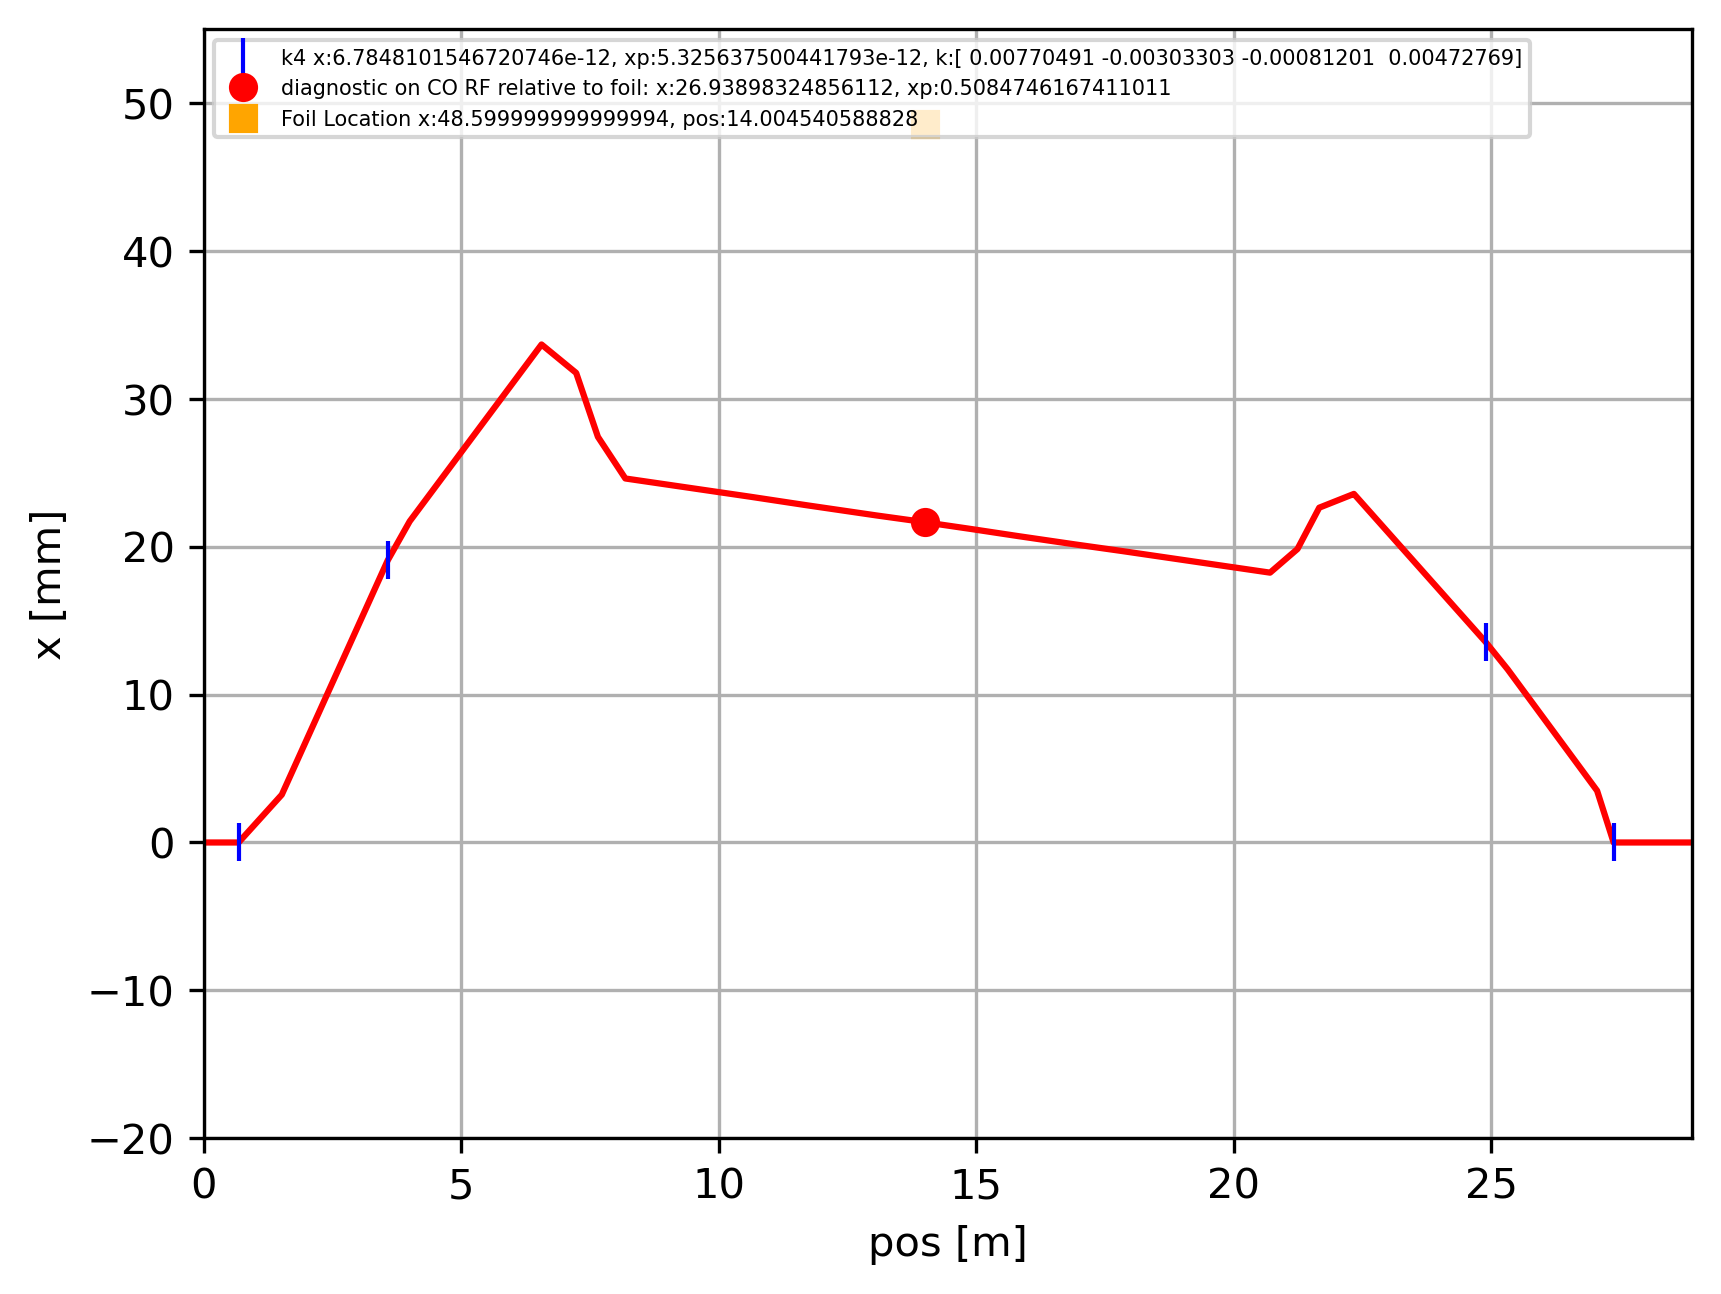 k4 x:6.7848101546720746e-12, xp:5.325637500441793e-12, k:[ 0.00770491 -0.00303303 -0.00081201  0.00472769]
diagnostic on CO RF relative to foil: x:26.93898324856112, xp:0.5084746167411011
Foil Location x:48.599999999999994, pos:14.004540588828
50
40
30
20
10
0
−10
−20
x [mm]
0 5 10 15 20 25
pos [m]